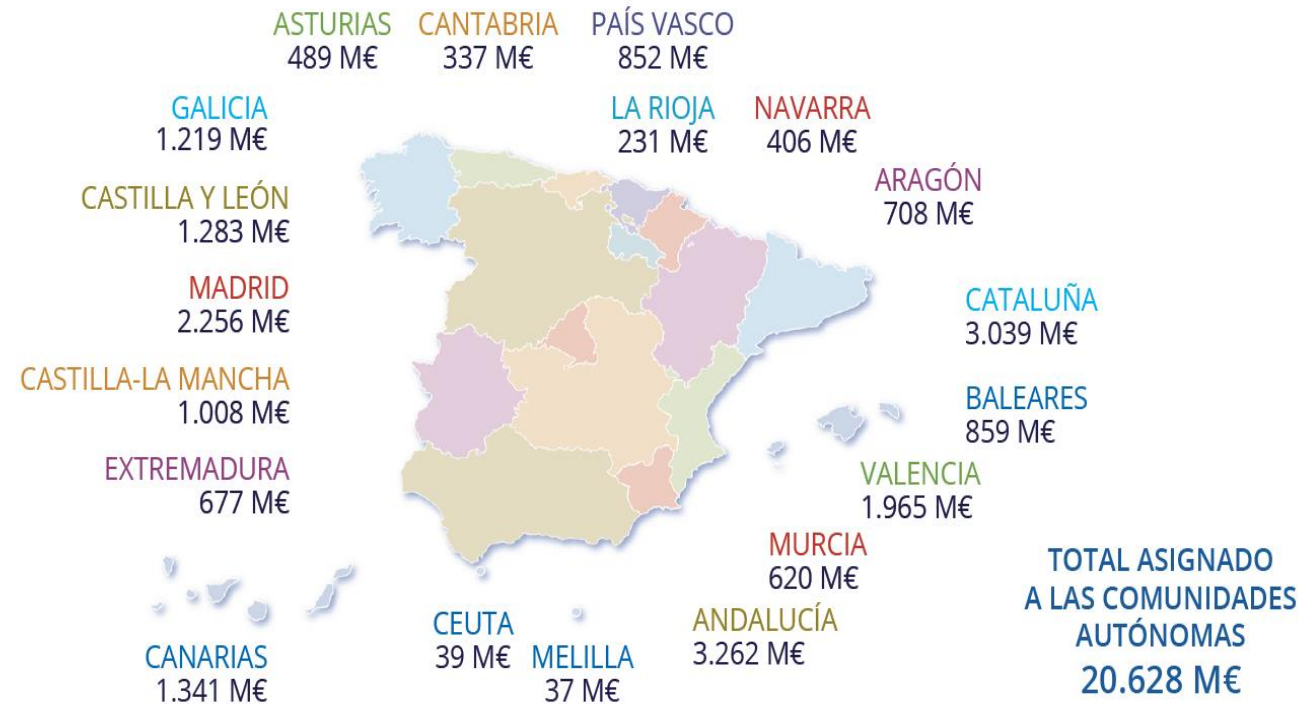 ASTURIAS
489 M€
CANTABRIA
337 M€
PAÍS VASCO
852 M€
GALICIA
1.219 M€
LA RIOJA
231 M€
NAVARRA
406 M€
CASTILLA Y LEÓN
1.283 M€
ARAGÓN
708 M€
MADRID
2.256 M€
CATALUÑA
3.039 M€
CASTILLA-LA MANCHA
1.008 M€
BALEARES
859 M€
EXTREMADURA
677 M€
VALENCIA
1.965 M€
MURCIA
620 M€
CANARIAS
1.341 M€
CEUTA
39 M€
MELILLA
37 M€
ANDALUCÍA
3.262 M€
TOTAL ASIGNADO
A LAS COMUNIDADES
AUTÓNOMAS
20.628 M€